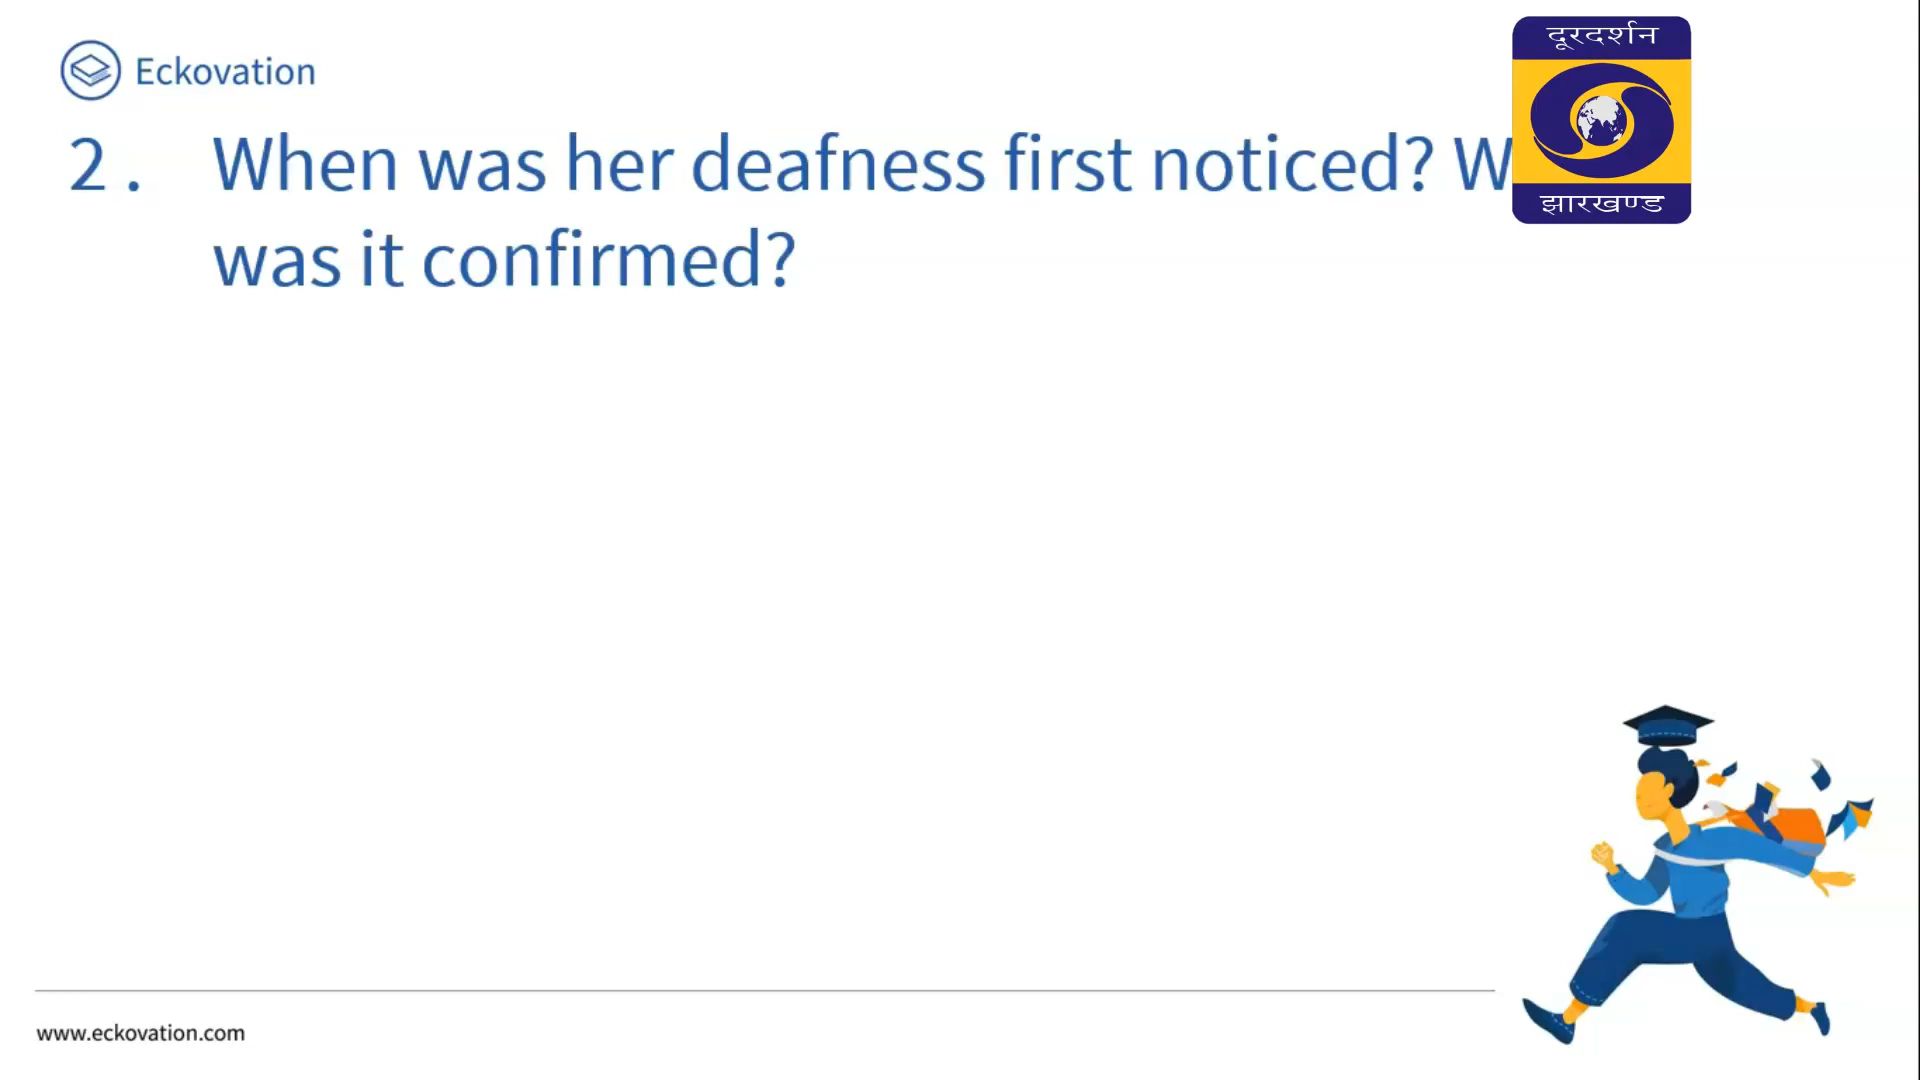 Eckovation
दूरदर्शन
2. When was her deafness first noticed? W
was it confirmed?
झारखण्ड
www.eckovation.com